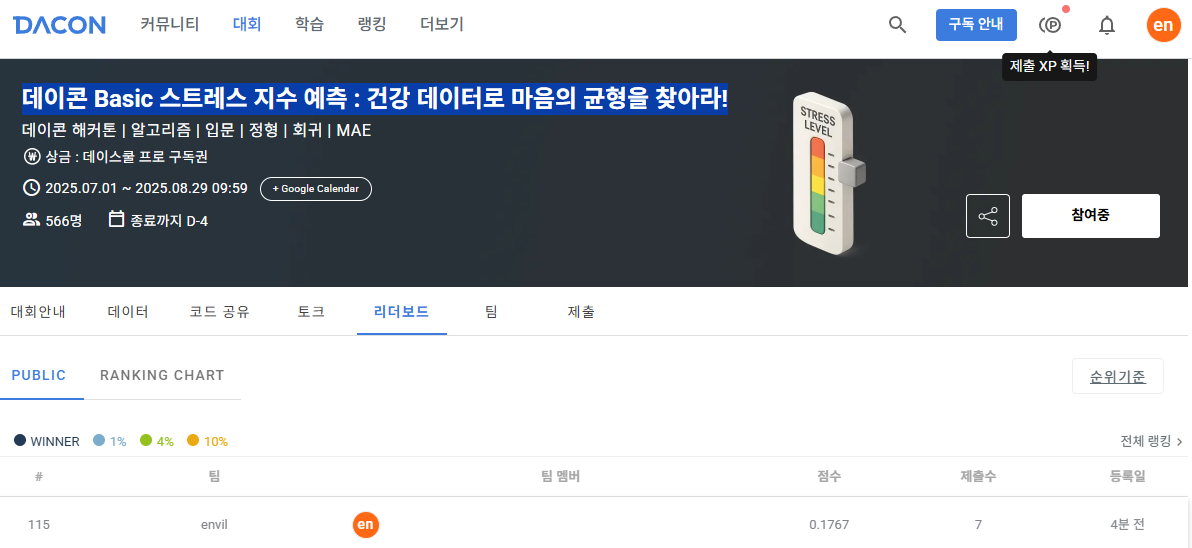 DACON 커뮤니티 대회 학습 랭킹 더보기 구독 안내 P en
제출 XP 획득!
데이콘 Basic 스트레스 지수 예측 : 건강 데이터로 마음의 균형을 찾아라!
데이콘 해커톤 | 알고리즘 | 입문 | 정형 | 회귀 | MAE
₩ 상금 : 데이스쿨 프로 구독권
2025.07.01 ~ 2025.08.29 09:59 + Google Calendar
566명 종료까지 D-4
STRESS
LEVEL
참여중
대회안내 데이터 코드 공유 토크 리더보드 팀 제출
PUBLIC RANKING CHART 순위기준
WINNER 1% 4% 10% 전체 랭킹 >
# 팀 팀 멤버 점수 제출수 등록일
115 envil en 0.1767 7 4분 전